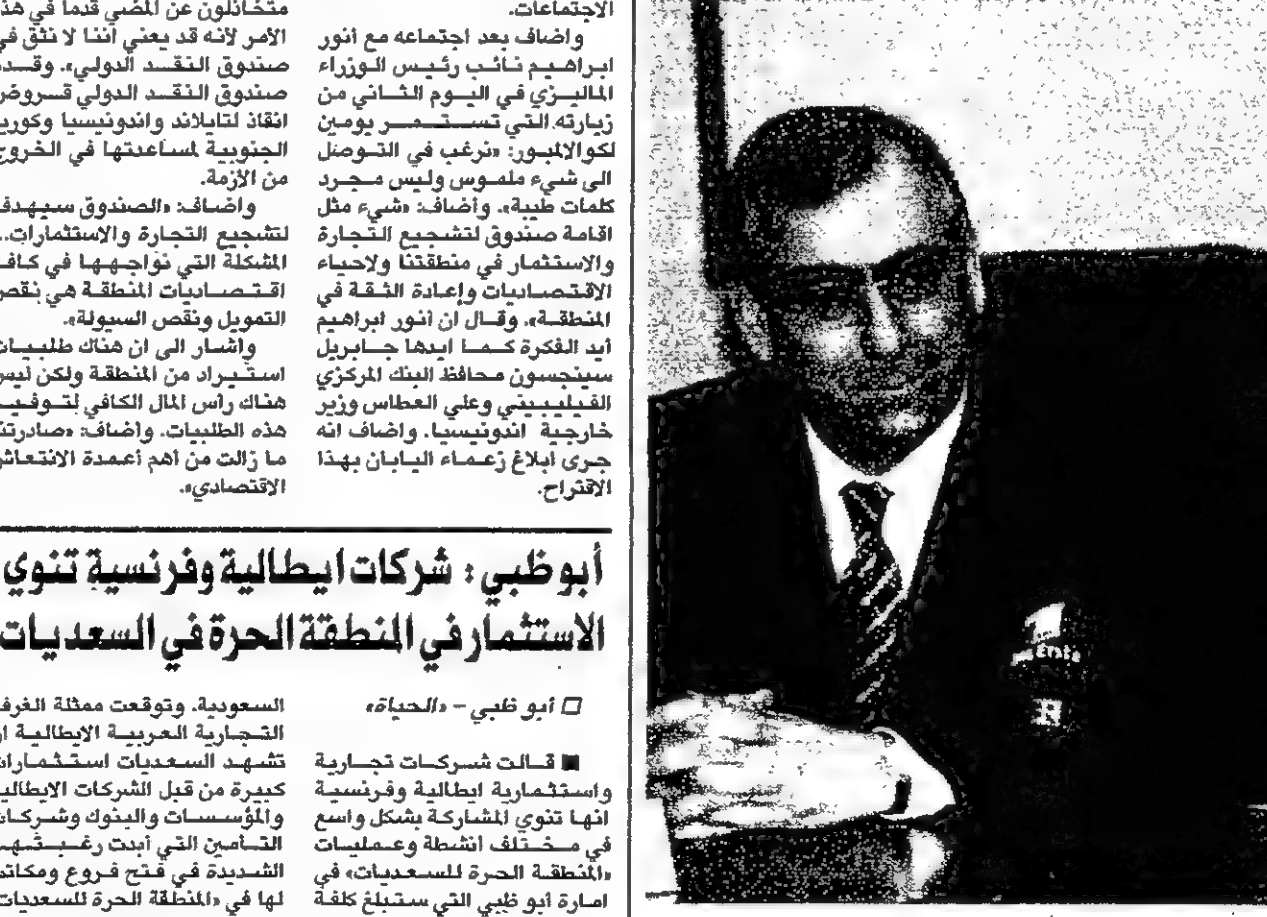 الاجتماعات.
واضاف بعد اجتماعه مع أنور
ابراهيم نائب رئيس الوزراء
الماليزي في اليوم الثاني من
زيارته التي تستمر يومين
لكوالالمبور: «نرغب في التوصل
الى شيء ملموس وليس مجرد
كلمات طيبة». وأضاف: «شيء مثل
اقامة صندوق لتشجيع التجارة
والاستثمار في منطقتنا ولاحياء
الاقتصاديات وإعادة الثقة في
المنطقة». وقال ان أنور ابراهيم
أيد الفكرة كما ايدها جابريل
سينجسون محافظ البنك المركزي
الفيليبيني وعلي العطاس وزير
خارجية اندونيسيا. واضاف انه
جرى ابلاغ زعماء اليابان بهذا
الاقتراح.
متخاذلون عن المضي قدما في هذا
الأمر لأنه قد يعني أننا لا نثق في
صندوق النقد الدولي». وقد
صندوق النقد الدولي قروض
انقاذ لتايلاند واندونيسيا وكوريا
الجنوبية لمساعدتها في الخروج
من الأزمة.
واضاف: «الصندوق سيهدف
لتشجيع التجارة والاستثمارات..
المشكلة التي نواجهها في كافة
اقتصاديات المنطقة هي نقص
التمويل ونقص السيولة».
واشار الى ان هناك طلبيات
استيراد من المنطقة ولكن ليس
هناك راس المال الكافي لتوفير
هذه الطلبيات. واضاف: «صادرتنا
ما زالت من أهم أعمدة الانتعاش
الاقتصادي».
أبوظبي: شركات ايطالية وفرنسية تنوي
الاستثمار في المنطقة الحرة في السعديات
□ أبو ظبي - «الحياة»
■ قالت شركات تجارية
واستثمارية ايطالية وفرنسية
انها تنوي المشاركة بشكل واسع
في مختلف أنشطة وعمليات
«المنطقة الحرة للسعديات» في
امارة أبو ظبي التي ستبلغ كلفة
السعودية. وتوقعت ممثلة الغرفة
التجارية العربية الايطالية ان
تشهد السعديات استثمارات
كبيرة من قبل الشركات الايطالية
والمؤسسات والبنوك وشركات
التأمين التي أبدت رغبتها
الشديدة في فتح فروع ومكاتب
لها في «المنطقة الحرة للسعديات